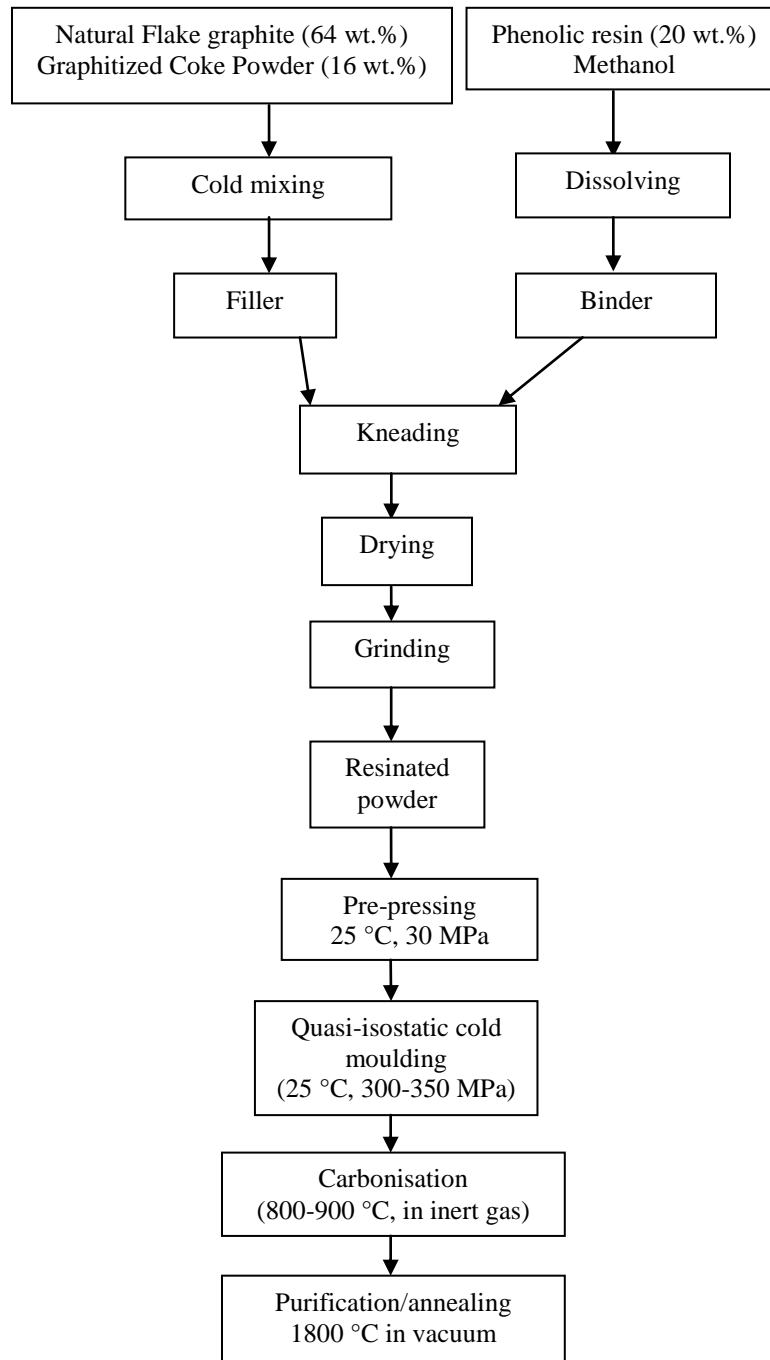 Natural Flake graphite (64 wt.%)
Graphitized Coke Powder (16 wt.%)
Phenolic resin (20 wt.%)
Methanol
Cold mixing
Dissolving
Filler
Binder
Kneading
Drying
Grinding
Resinated
powder
Pre-pressing
25 °C, 30 MPa
Quasi-isostatic cold
moulding
(25 °C, 300-350 MPa)
Carbonisation
(800-900 °C, in inert gas)
Purification/annealing
1800 °C in vacuum